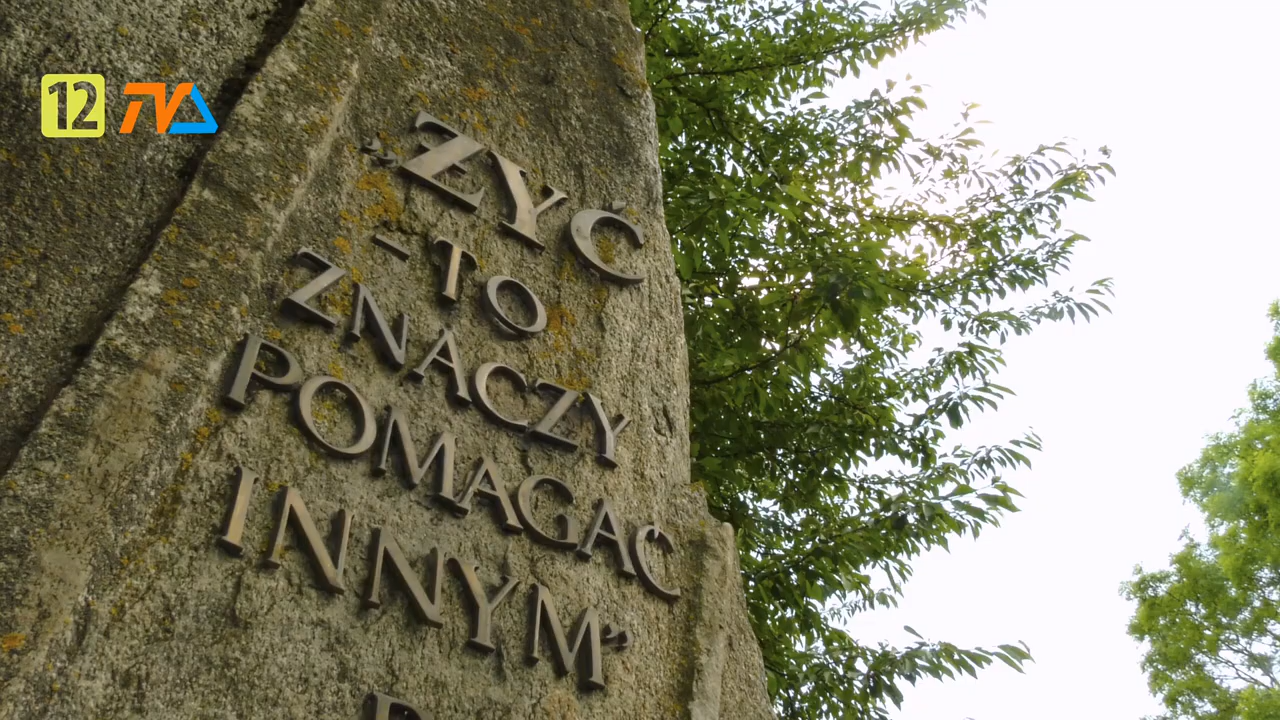 12 TVA
„ŻYĆ
- TO
ZNACZY
POMAGAĆ
INNYM”